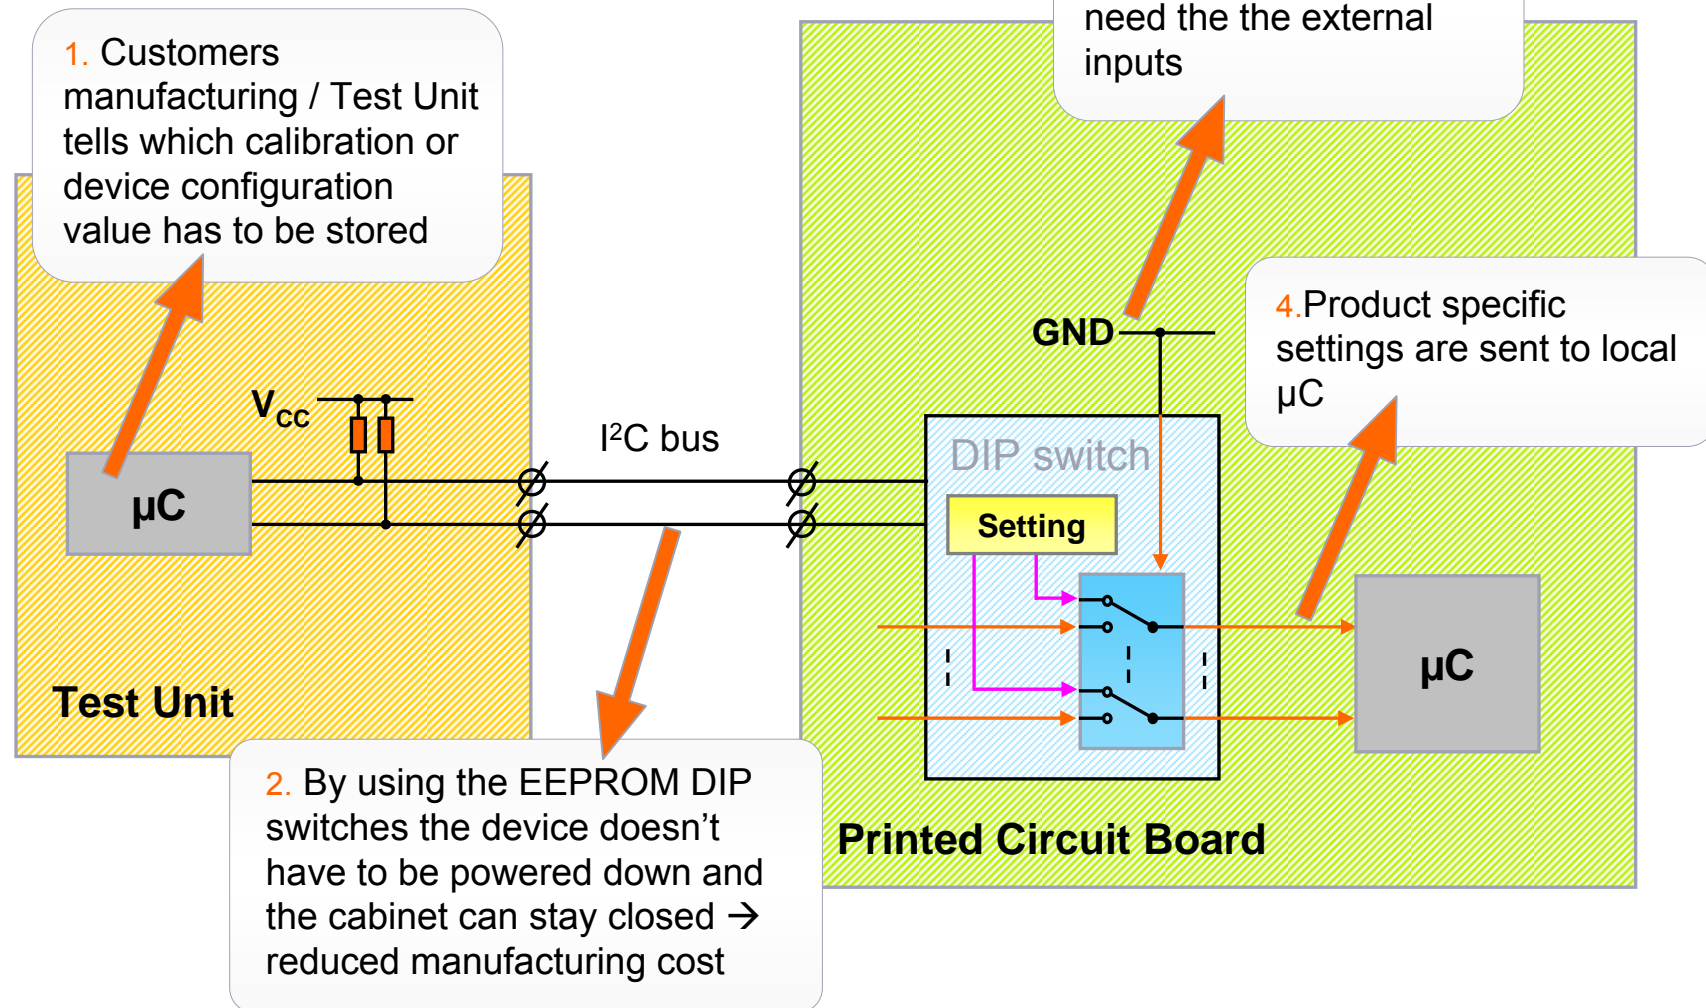 need the the external
inputs
1. Customers
manufacturing / Test Unit
tells which calibration or
device configuration
value has to be stored
4.Product specific
settings are sent to local
µC
GND
VCC
I²C bus
DIP switch
Setting
µC
µC
Test Unit
2. By using the EEPROM DIP
switches the device doesn’t
have to be powered down and
the cabinet can stay closed →
reduced manufacturing cost
Printed Circuit Board